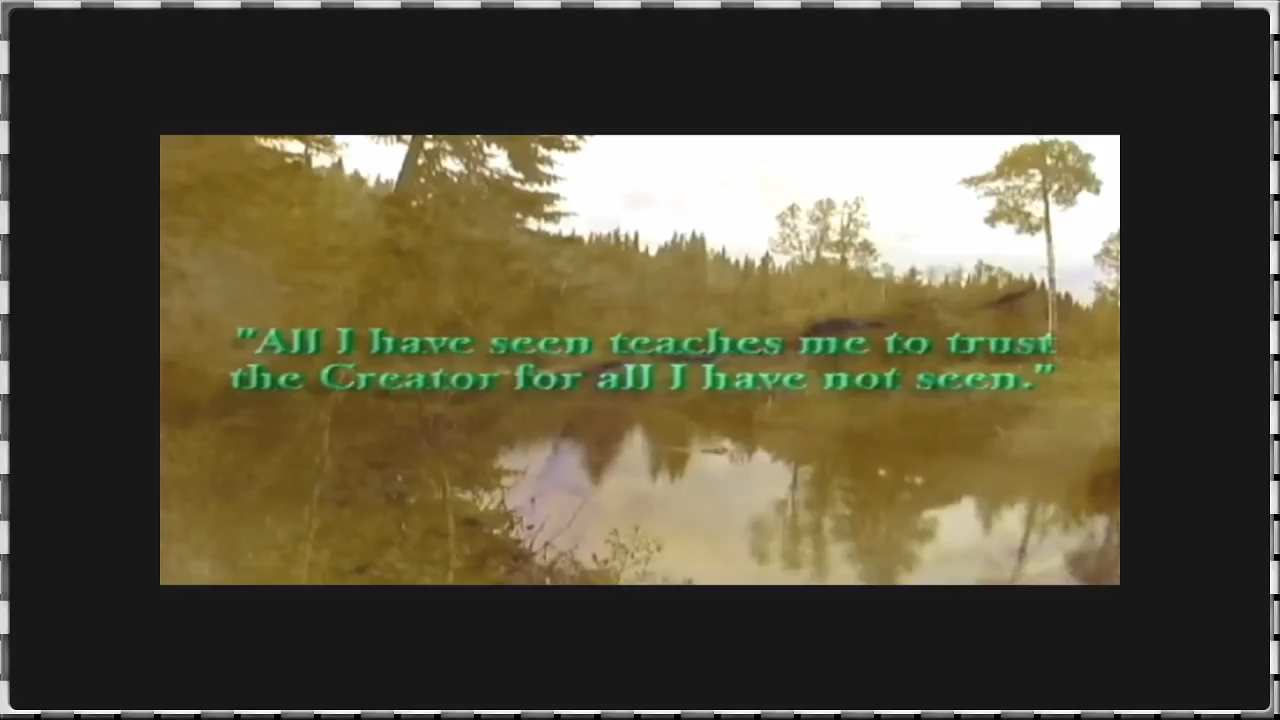 "All I have seen teaches me to trust
the Creator for all I have not seen."